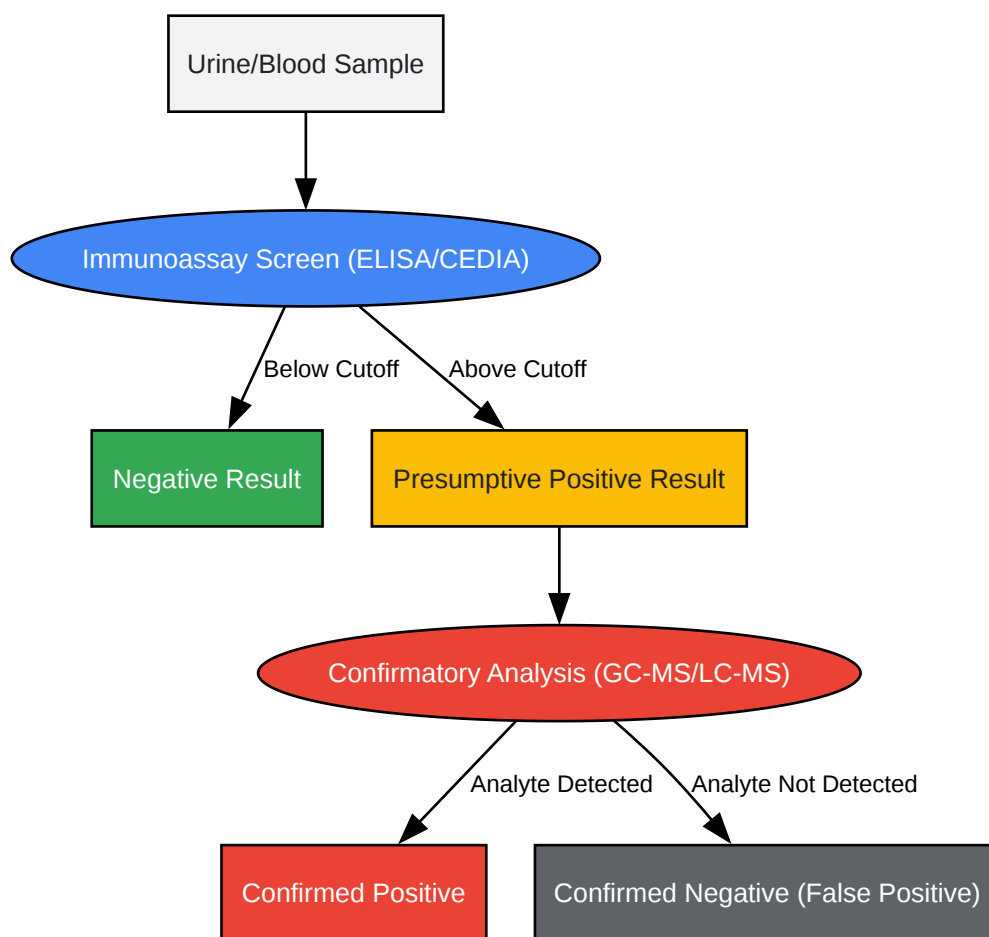 Urine/Blood Sample
Immunoassay Screen (ELISA/CEDIA)
Below Cutoff
Above Cutoff
Negative Result
Presumptive Positive Result
Confirmatory Analysis (GC-MS/LC-MS)
Analyte Detected
Analyte Not Detected
Confirmed Positive
Confirmed Negative (False Positive)